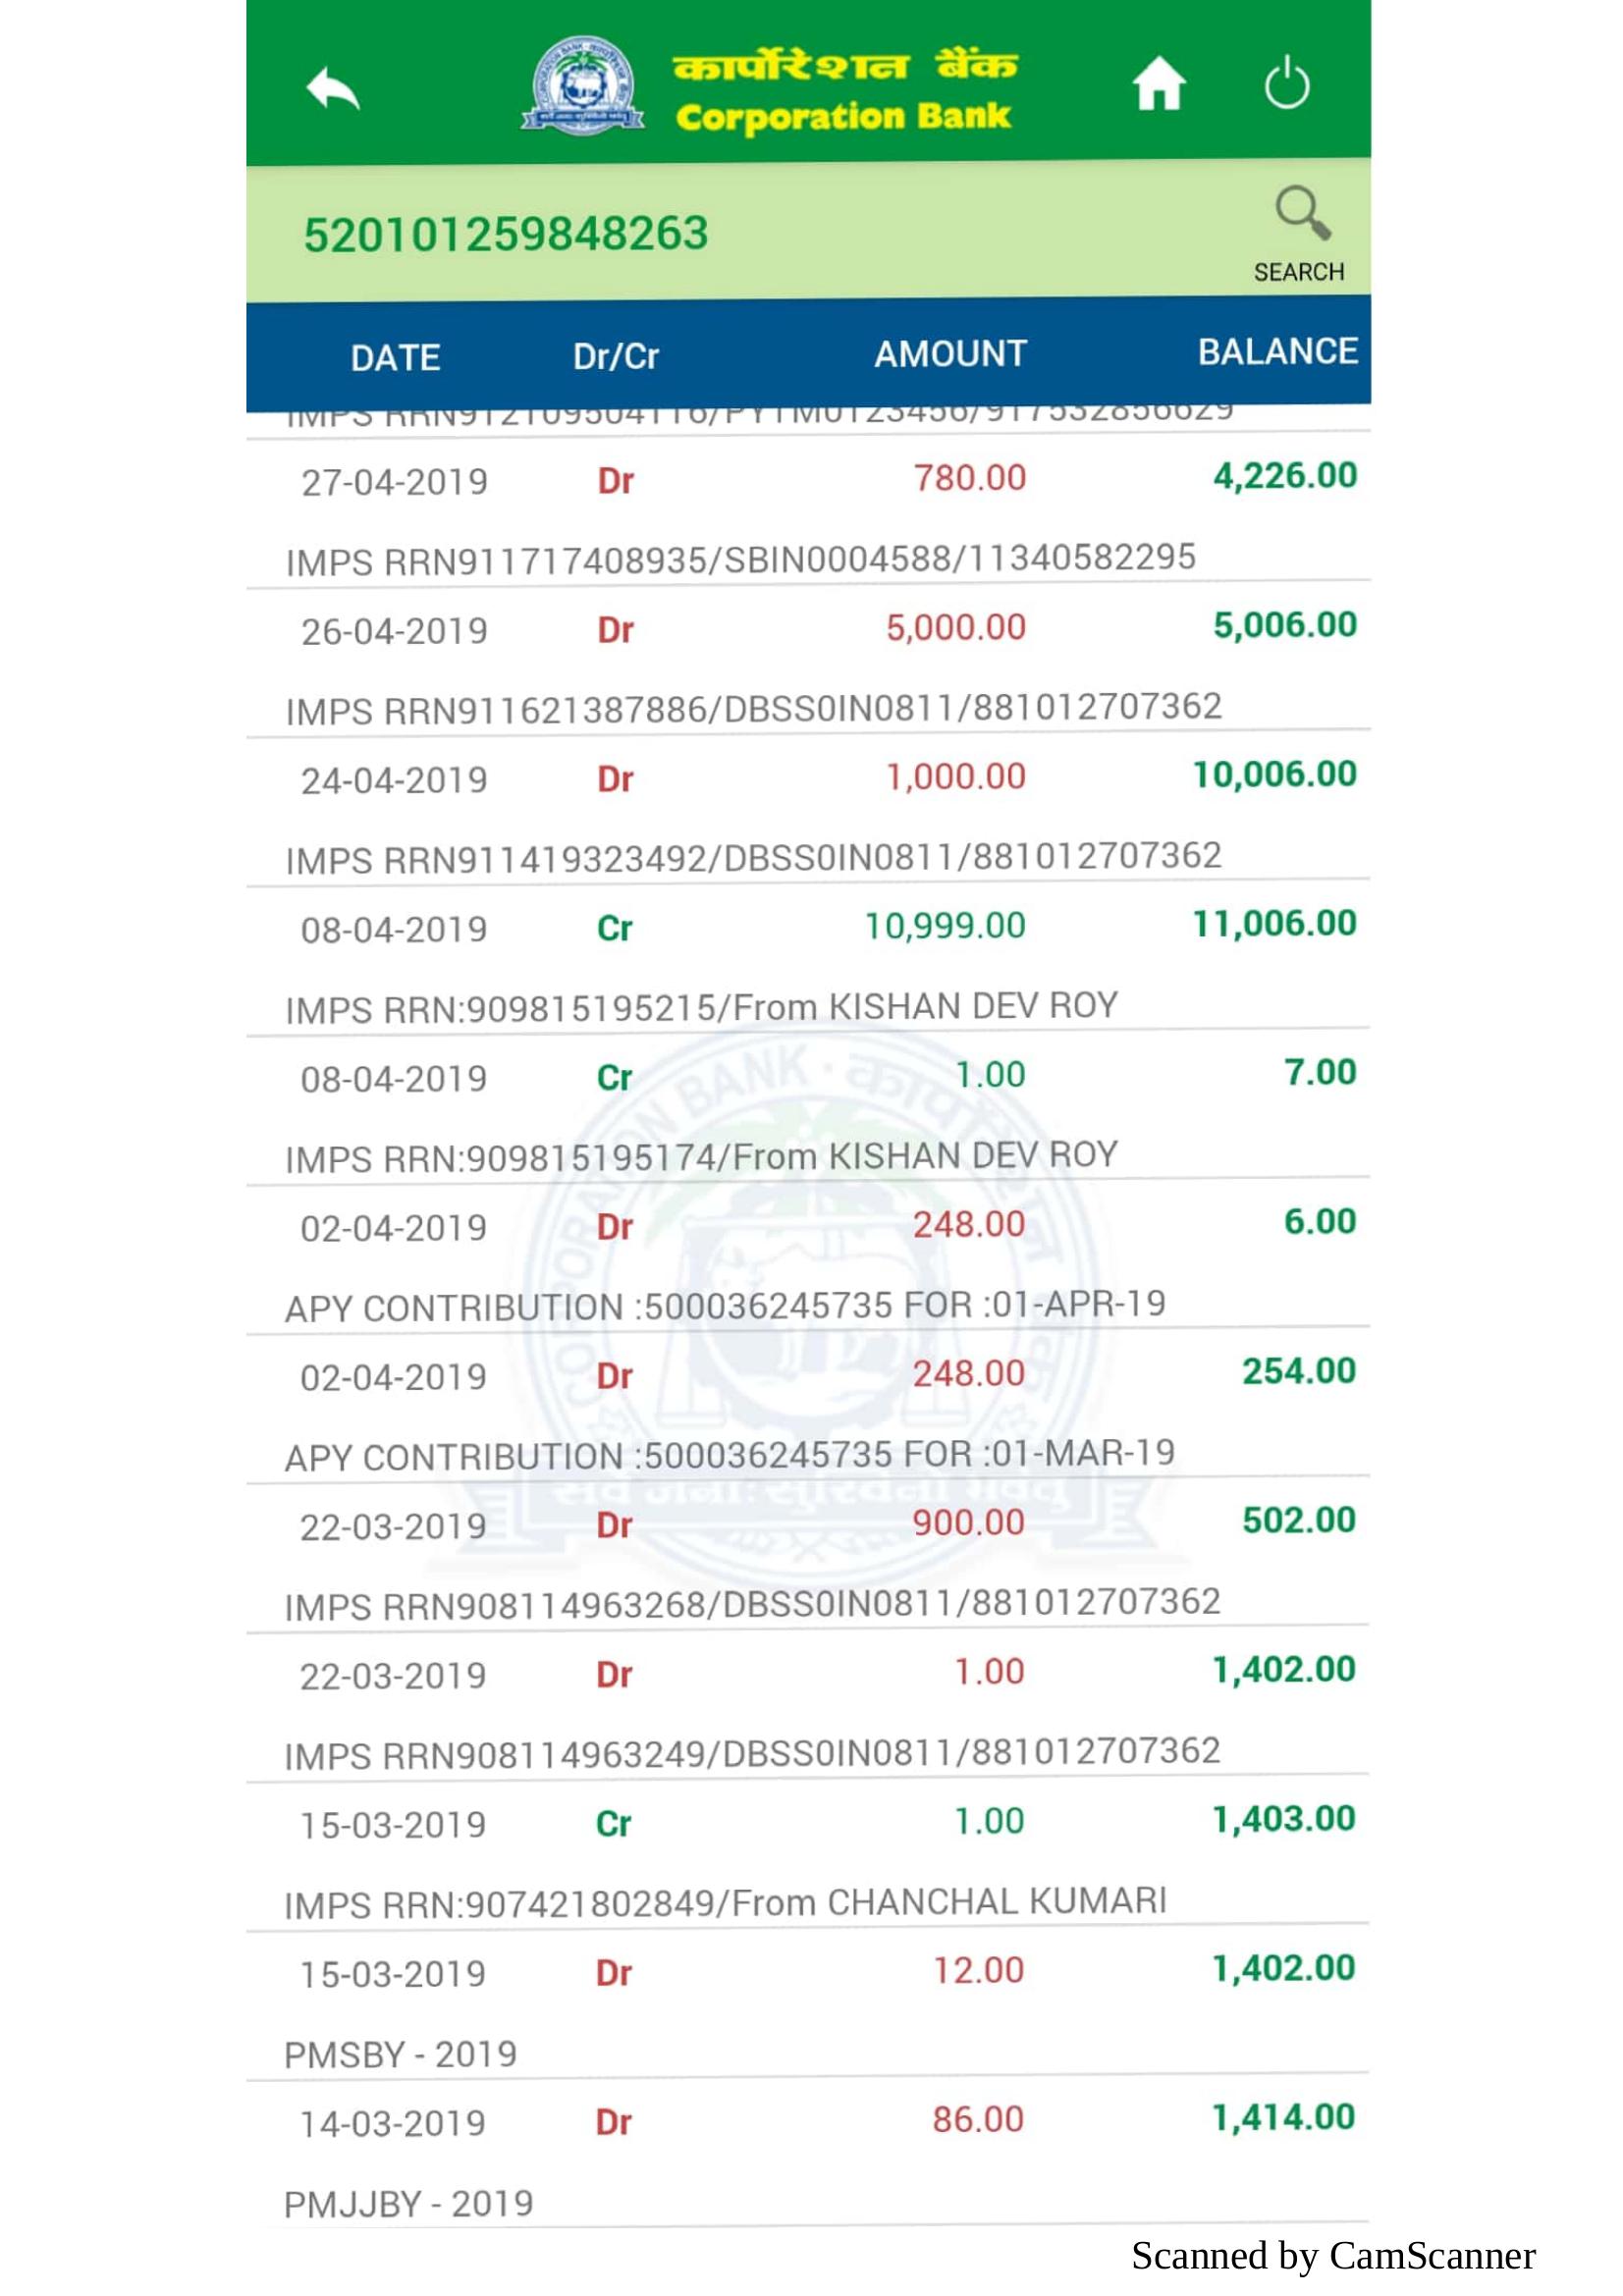 कार्पोरेशन बैंक
Corporation Bank
520101259848263
SEARCH
DATE Dr/Cr AMOUNT BALANCE
IMPS RRN912109504116/PYTM0123456/917532856629
27-04-2019 Dr 780.00 4,226.00
IMPS RRN911717408935/SBIN0004588/11340582295
26-04-2019 Dr 5,000.00 5,006.00
IMPS RRN911621387886/DBSS0IN0811/881012707362
24-04-2019 Dr 1,000.00 10,006.00
IMPS RRN911419323492/DBSS0IN0811/881012707362
08-04-2019 Cr 10,999.00 11,006.00
IMPS RRN:909815195215/From KISHAN DEV ROY
08-04-2019 Cr 1.00 7.00
IMPS RRN:909815195174/From KISHAN DEV ROY
02-04-2019 Dr 248.00 6.00
APY CONTRIBUTION :500036245735 FOR :01-APR-19
02-04-2019 Dr 248.00 254.00
APY CONTRIBUTION :500036245735 FOR :01-MAR-19
22-03-2019 Dr 900.00 502.00
IMPS RRN908114963268/DBSS0IN0811/881012707362
22-03-2019 Dr 1.00 1,402.00
IMPS RRN908114963249/DBSS0IN0811/881012707362
15-03-2019 Cr 1.00 1,403.00
IMPS RRN:907421802849/From CHANCHAL KUMARI
15-03-2019 Dr 12.00 1,402.00
PMSBY - 2019
14-03-2019 Dr 86.00 1,414.00
PMJJBY - 2019
Scanned by CamScanner